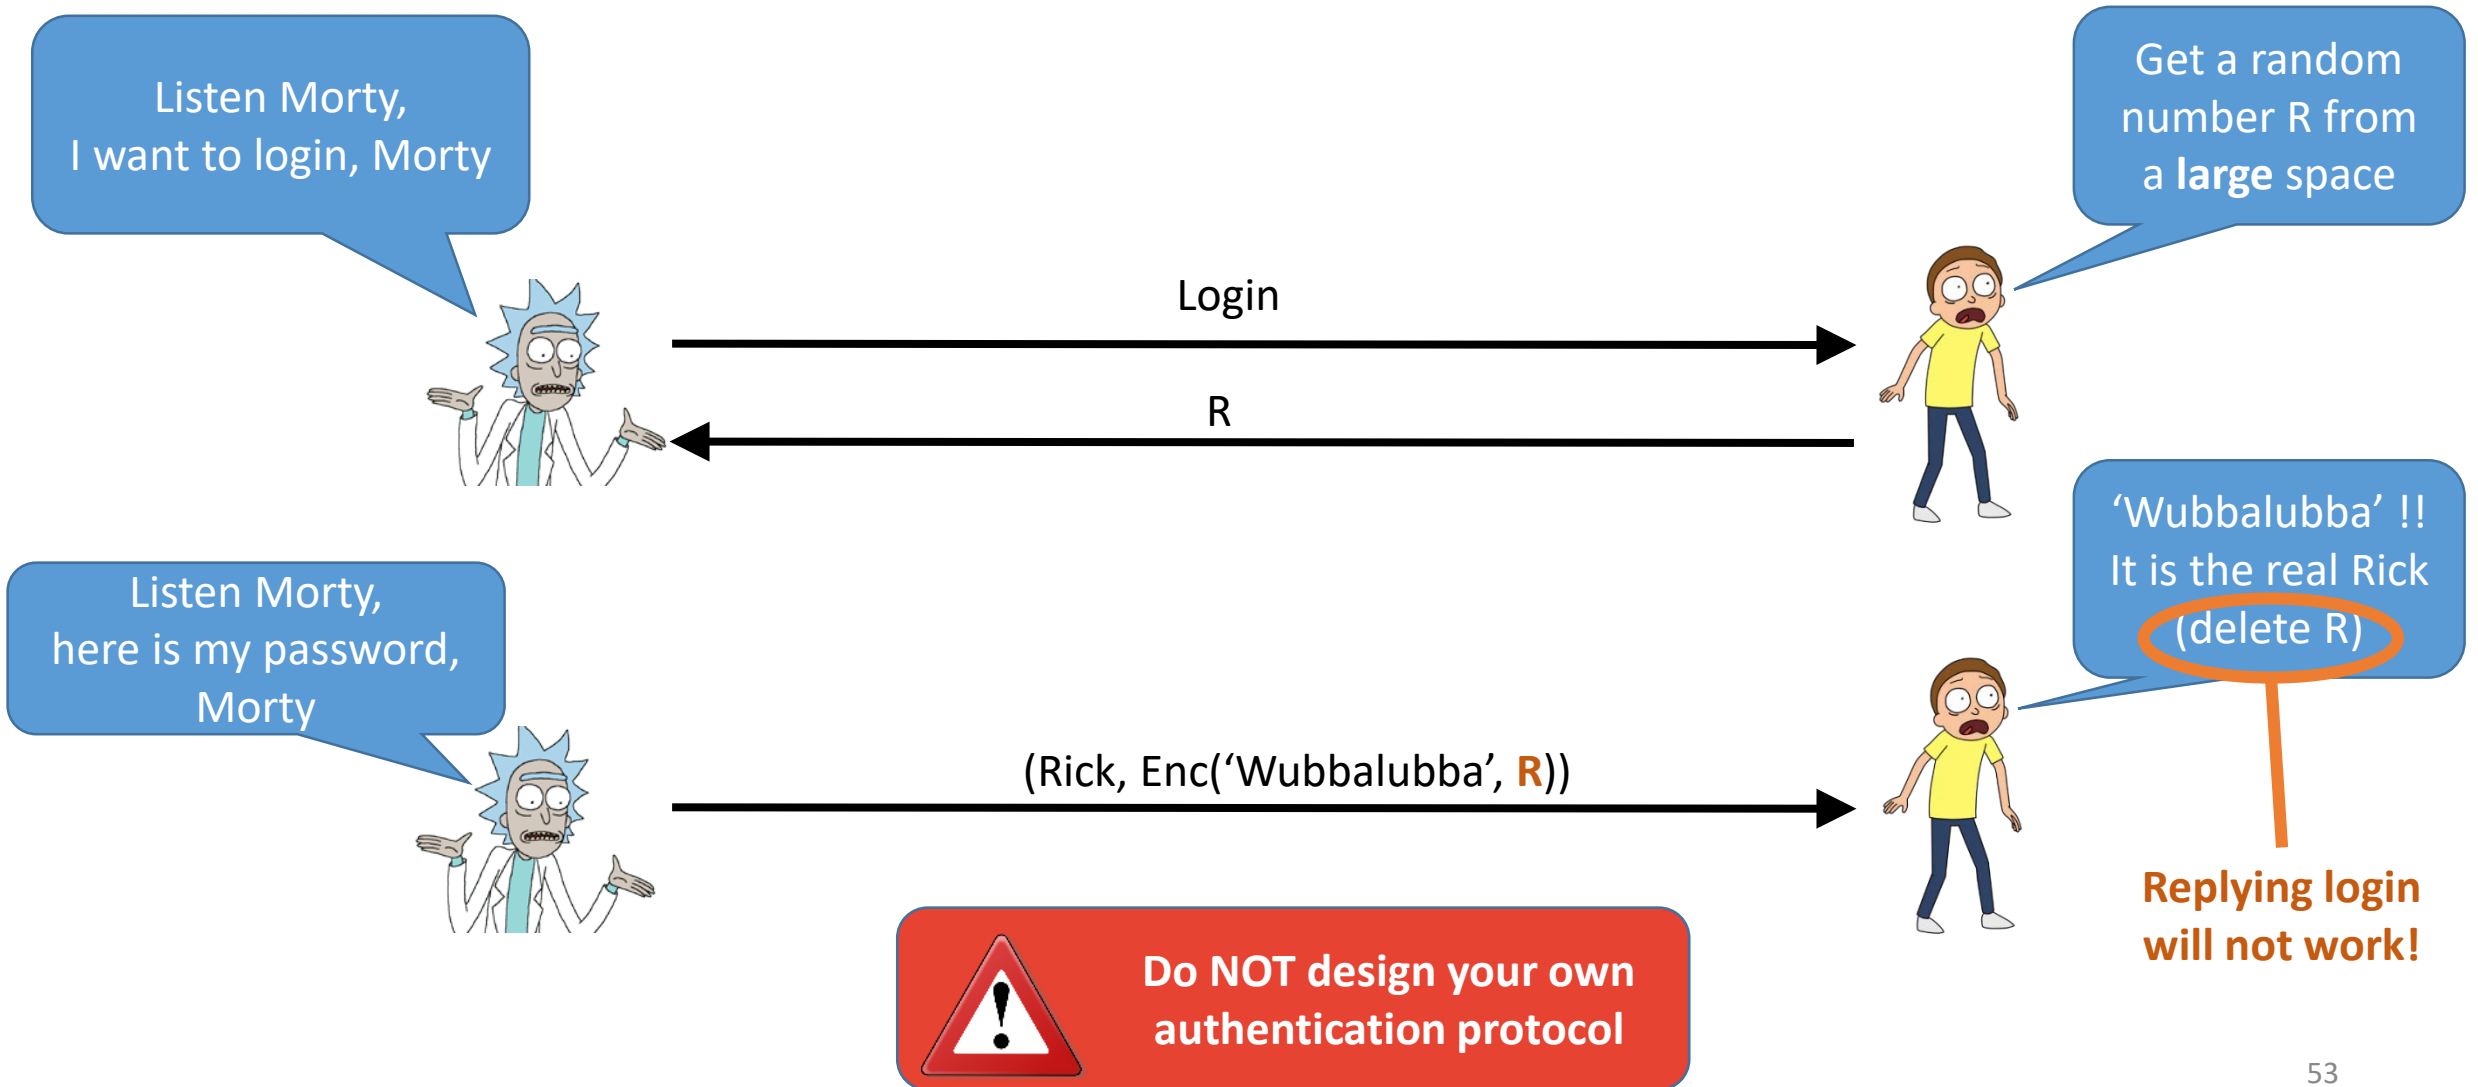 Listen Morty,
I want to login, Morty
Get a random
number R from
a large space
Login
R
Listen Morty,
here is my password,
Morty
‘Wubbalubba’ !!
It is the real Rick
(delete R)
(Rick, Enc(‘Wubbalubba’, R))
Replying login
will not work!
Do NOT design your own
authentication protocol
53